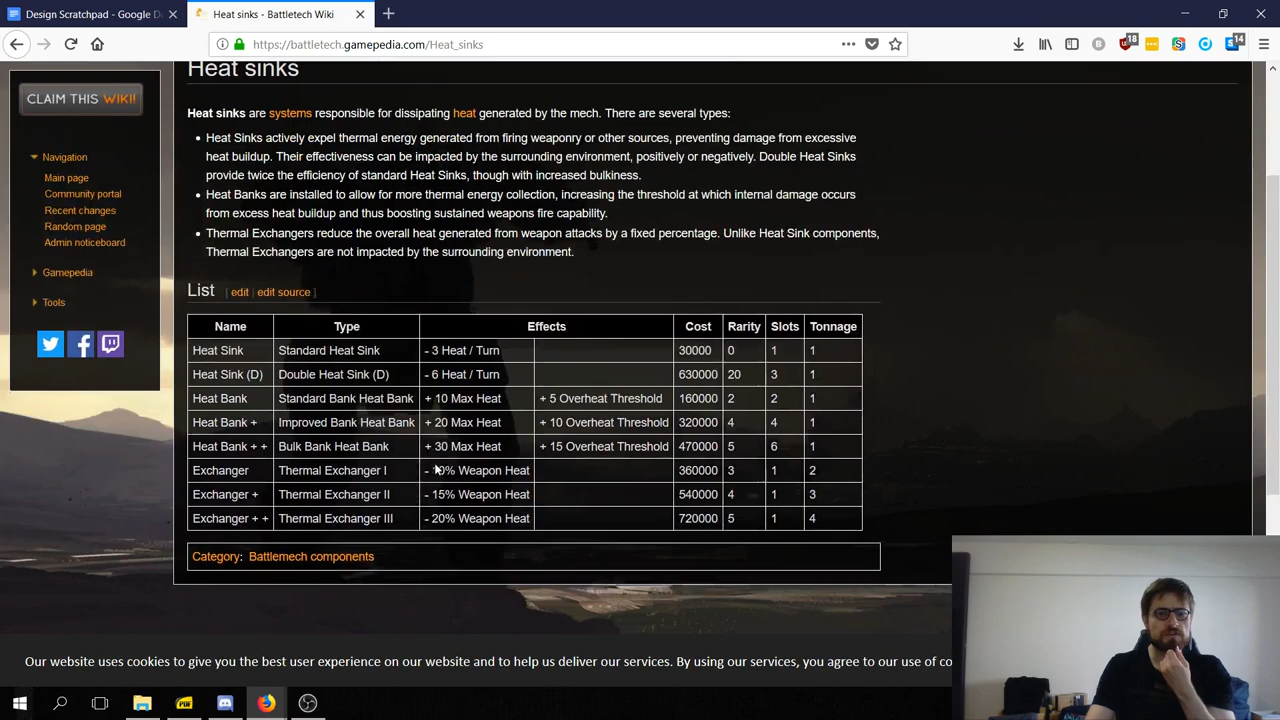 Design Scratchpad - Google D
Heat sinks - Battletech Wiki
https://battletech.gamepedia.com/Heat_sinks
18
14
CLAIM THIS WIKI!
Navigation
Main page
Community portal
Recent changes
Random page
Admin noticeboard
Gamepedia
Tools
Heat sinks
Heat sinks are systems responsible for dissipating heat generated by the mech. There are several types:
Heat Sinks actively expel thermal energy generated from firing weaponry or other sources, preventing damage from excessive
heat buildup. Their effectiveness can be impacted by the surrounding environment, positively or negatively. Double Heat Sinks
provide twice the efficiency of standard Heat Sinks, though with increased bulkiness.
Heat Banks are installed to allow for more thermal energy collection, increasing the threshold at which internal damage occurs
from excess heat buildup and thus boosting sustained weapons fire capability.
Thermal Exchangers reduce the overall heat generated from weapon attacks by a fixed percentage. Unlike Heat Sink components,
Thermal Exchangers are not impacted by the surrounding environment.
List [ edit | edit source ]
Name Type Effects Cost Rarity Slots Tonnage
Heat Sink Standard Heat Sink - 3 Heat / Turn 30000 0 1 1
Heat Sink (D) Double Heat Sink (D) - 6 Heat / Turn 630000 20 3 1
Heat Bank Standard Bank Heat Bank + 10 Max Heat + 5 Overheat Threshold 160000 2 2 1
Heat Bank + Improved Bank Heat Bank + 20 Max Heat + 10 Overheat Threshold 320000 4 4 1
Heat Bank + + Bulk Bank Heat Bank + 30 Max Heat + 15 Overheat Threshold 470000 5 6 1
Exchanger Thermal Exchanger I - 10% Weapon Heat 360000 3 1 2
Exchanger + Thermal Exchanger II - 15% Weapon Heat 540000 4 1 3
Exchanger + + Thermal Exchanger III - 20% Weapon Heat 720000 5 1 4
Category: Battlemech components
Our website uses cookies to give you the best user experience on our website and to help us deliver our services. By using our services, you agree to our use of co